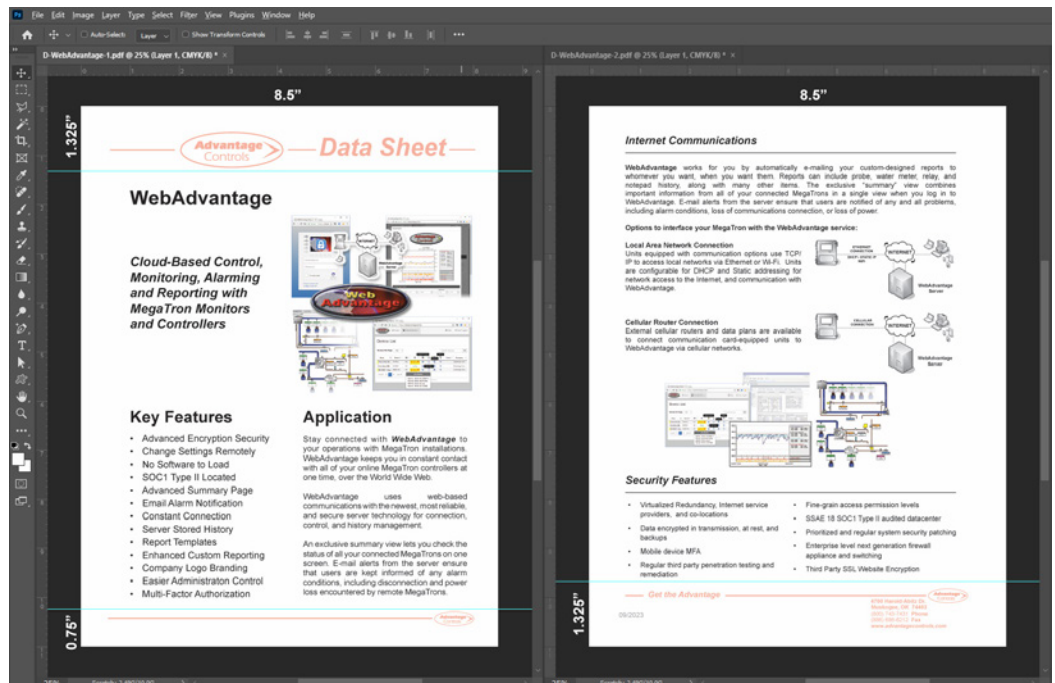 File Edit Image Layer Type Select Filter View Plugins Window Help
Auto-Select: Layer Show Transform Controls
D-WebAdvantage-1.pdf @ 25% (Layer 1, CMYK/8) *
8.5”
1.325”
Advantage
Controls
Data Sheet
WebAdvantage
Cloud-Based Control,
Monitoring, Alarming
and Reporting with
MegaTron Monitors
and Controllers
INTERNET
Web
Advantage
Key Features
• Advanced Encryption Security
• Change Settings Remotely
• No Software to Load
• SOC1 Type II Located
• Advanced Summary Page
• Email Alarm Notification
• Constant Connection
• Server Stored History
• Report Templates
• Enhanced Custom Reporting
• Company Logo Branding
• Easier Administraton Control
• Multi-Factor Authorization
Application
Stay connected with WebAdvantage to
your operations with MegaTron installations.
WebAdvantage keeps you in constant contact
with all of your online MegaTron controllers at
one time, over the World Wide Web.
WebAdvantage uses web-based
communications with the newest, most reliable,
and secure server technology for connection,
control, and history management.
An exclusive summary view lets you check the
status of all your connected MegaTrons on one
screen. E-mail alerts from the server ensure
that users are kept informed of any alarm
conditions, including disconnection and power
loss encountered by remote MegaTrons.
0.75”
Advantage
Controls
D-WebAdvantage-2.pdf @ 25% (Layer 1, CMYK/8) *
8.5”
Internet Communications
WebAdvantage works for you by automatically e-mailing your custom-designed reports to
whomever you want, when you want them. Reports can include probe, water meter, relay, and
notepad history, along with many other items. The exclusive “summary” view combines
important information from all of your connected MegaTrons in a single view when you log in to
WebAdvantage. E-mail alerts from the server ensure that users are notified of any and all problems,
including alarm conditions, loss of communications connection, or loss of power.
Options to interface your MegaTron with the WebAdvantage service:
Local Area Network Connection
Units equipped with communication options use TCP/
IP to access local networks via Ethernet or Wi-Fi. Units
are configurable for DHCP and Static addressing for
network access to the Internet, and communication with
WebAdvantage.
ETHERNET
CONNECTION
INTERNET
WebAdvantage
Server
Cellular Router Connection
External cellular routers and data plans are available
to connect communication card-equipped units to
WebAdvantage via cellular networks.
CELLULAR
CONNECTION
INTERNET
WebAdvantage
Server
Security Features
• Virtualized Redundancy, Internet service
providers, and co-locations
• Data encrypted in transmission, at rest, and
backups
• Mobile device MFA
• Regular third party penetration testing and
remediation
• Fine-grain access permission levels
• SSAE 18 SOC1 Type II audited datacenter
• Prioritized and regular system security patching
• Enterprise level next generation firewall
appliance and switching
• Third Party SSL Website Encryption
1.325”
Get the Advantage
Advantage
Controls
09/2023
Muskogee, OK 74403
www.advantagecontrols.com